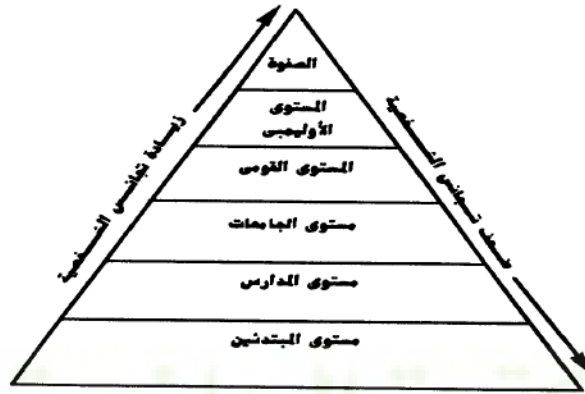 الصفوة
المستوى
الأوليمبى
المستوى القومى
مستوى الجامعات
مستوى المدارس
مستوى المبتدئين
زيادة تجانس الشخصية
ضعف تجانس الشخصية